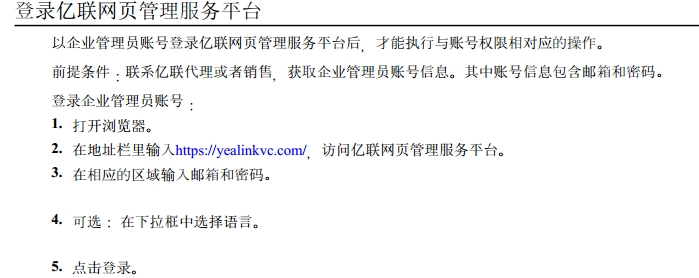 登录亿联网页管理服务平台
以企业管理员账号登录亿联网页管理服务平台后，才能执行与账号权限相对应的操作。
前提条件：联系亿联代理或者销售，获取企业管理员账号信息。其中账号信息包含邮箱和密码。
登录企业管理员账号：
1. 打开浏览器。
2. 在地址栏里输入https://yealinkvc.com/，访问亿联网页管理服务平台。
3. 在相应的区域输入邮箱和密码。
4. 可选：在下拉框中选择语言。
5. 点击登录。